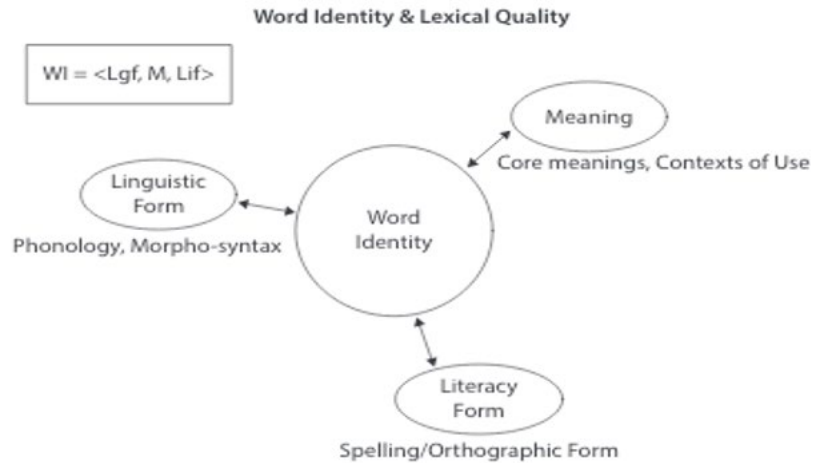 Word Identity & Lexical Quality
WI = <Lgf, M, Lif>
Meaning
Core meanings, Contexts of Use
Linguistic
Form
Phonology, Morpho-syntax
Word
Identity
Literacy
Form
Spelling/Orthographic Form